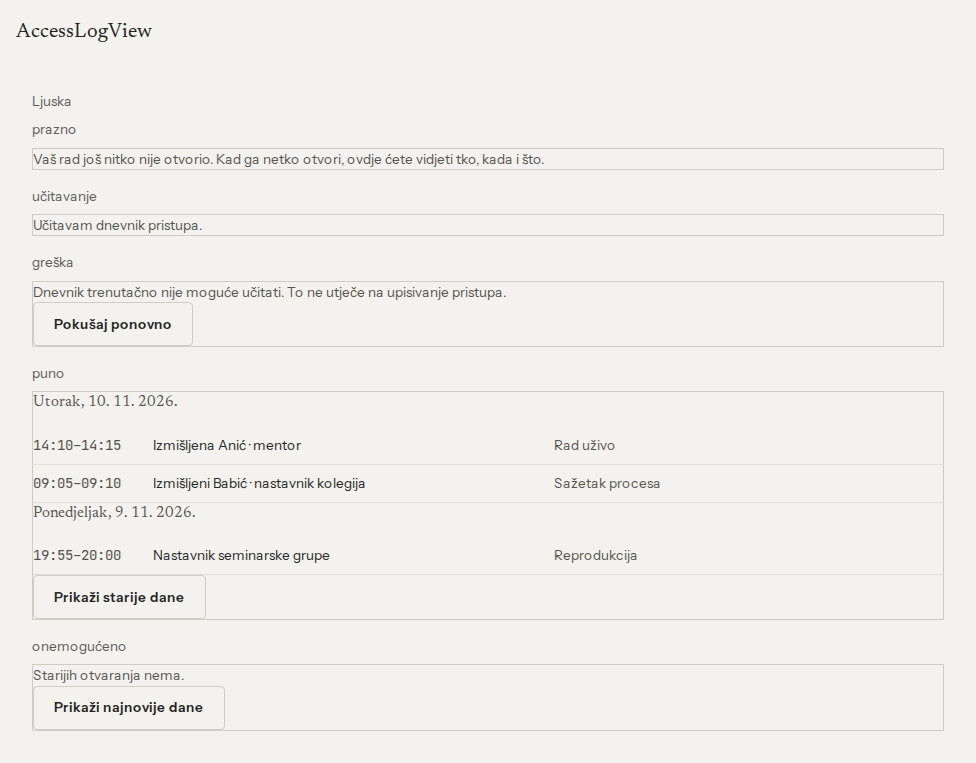 AccessLogView
Ljuska
prazno
Vaš rad još nitko nije otvorio. Kad ga netko otvori, ovdje ćete vidjeti tko, kada i što.
učitavanje
Učitavam dnevnik pristupa.
greška
Dnevnik trenutačno nije moguće učitati. To ne utječe na upisivanje pristupa.
Pokušaj ponovno
puno
Utorak, 10. 11. 2026.
14:10–14:15 Izmišljena Anić · mentor Rad uživo
09:05–09:10 Izmišljeni Babić · nastavnik kolegija Sažetak procesa
Ponedjeljak, 9. 11. 2026.
19:55–20:00 Nastavnik seminarske grupe Reprodukcija
Prikaži starije dane
onemogućeno
Starijih otvaranja nema.
Prikaži najnovije dane